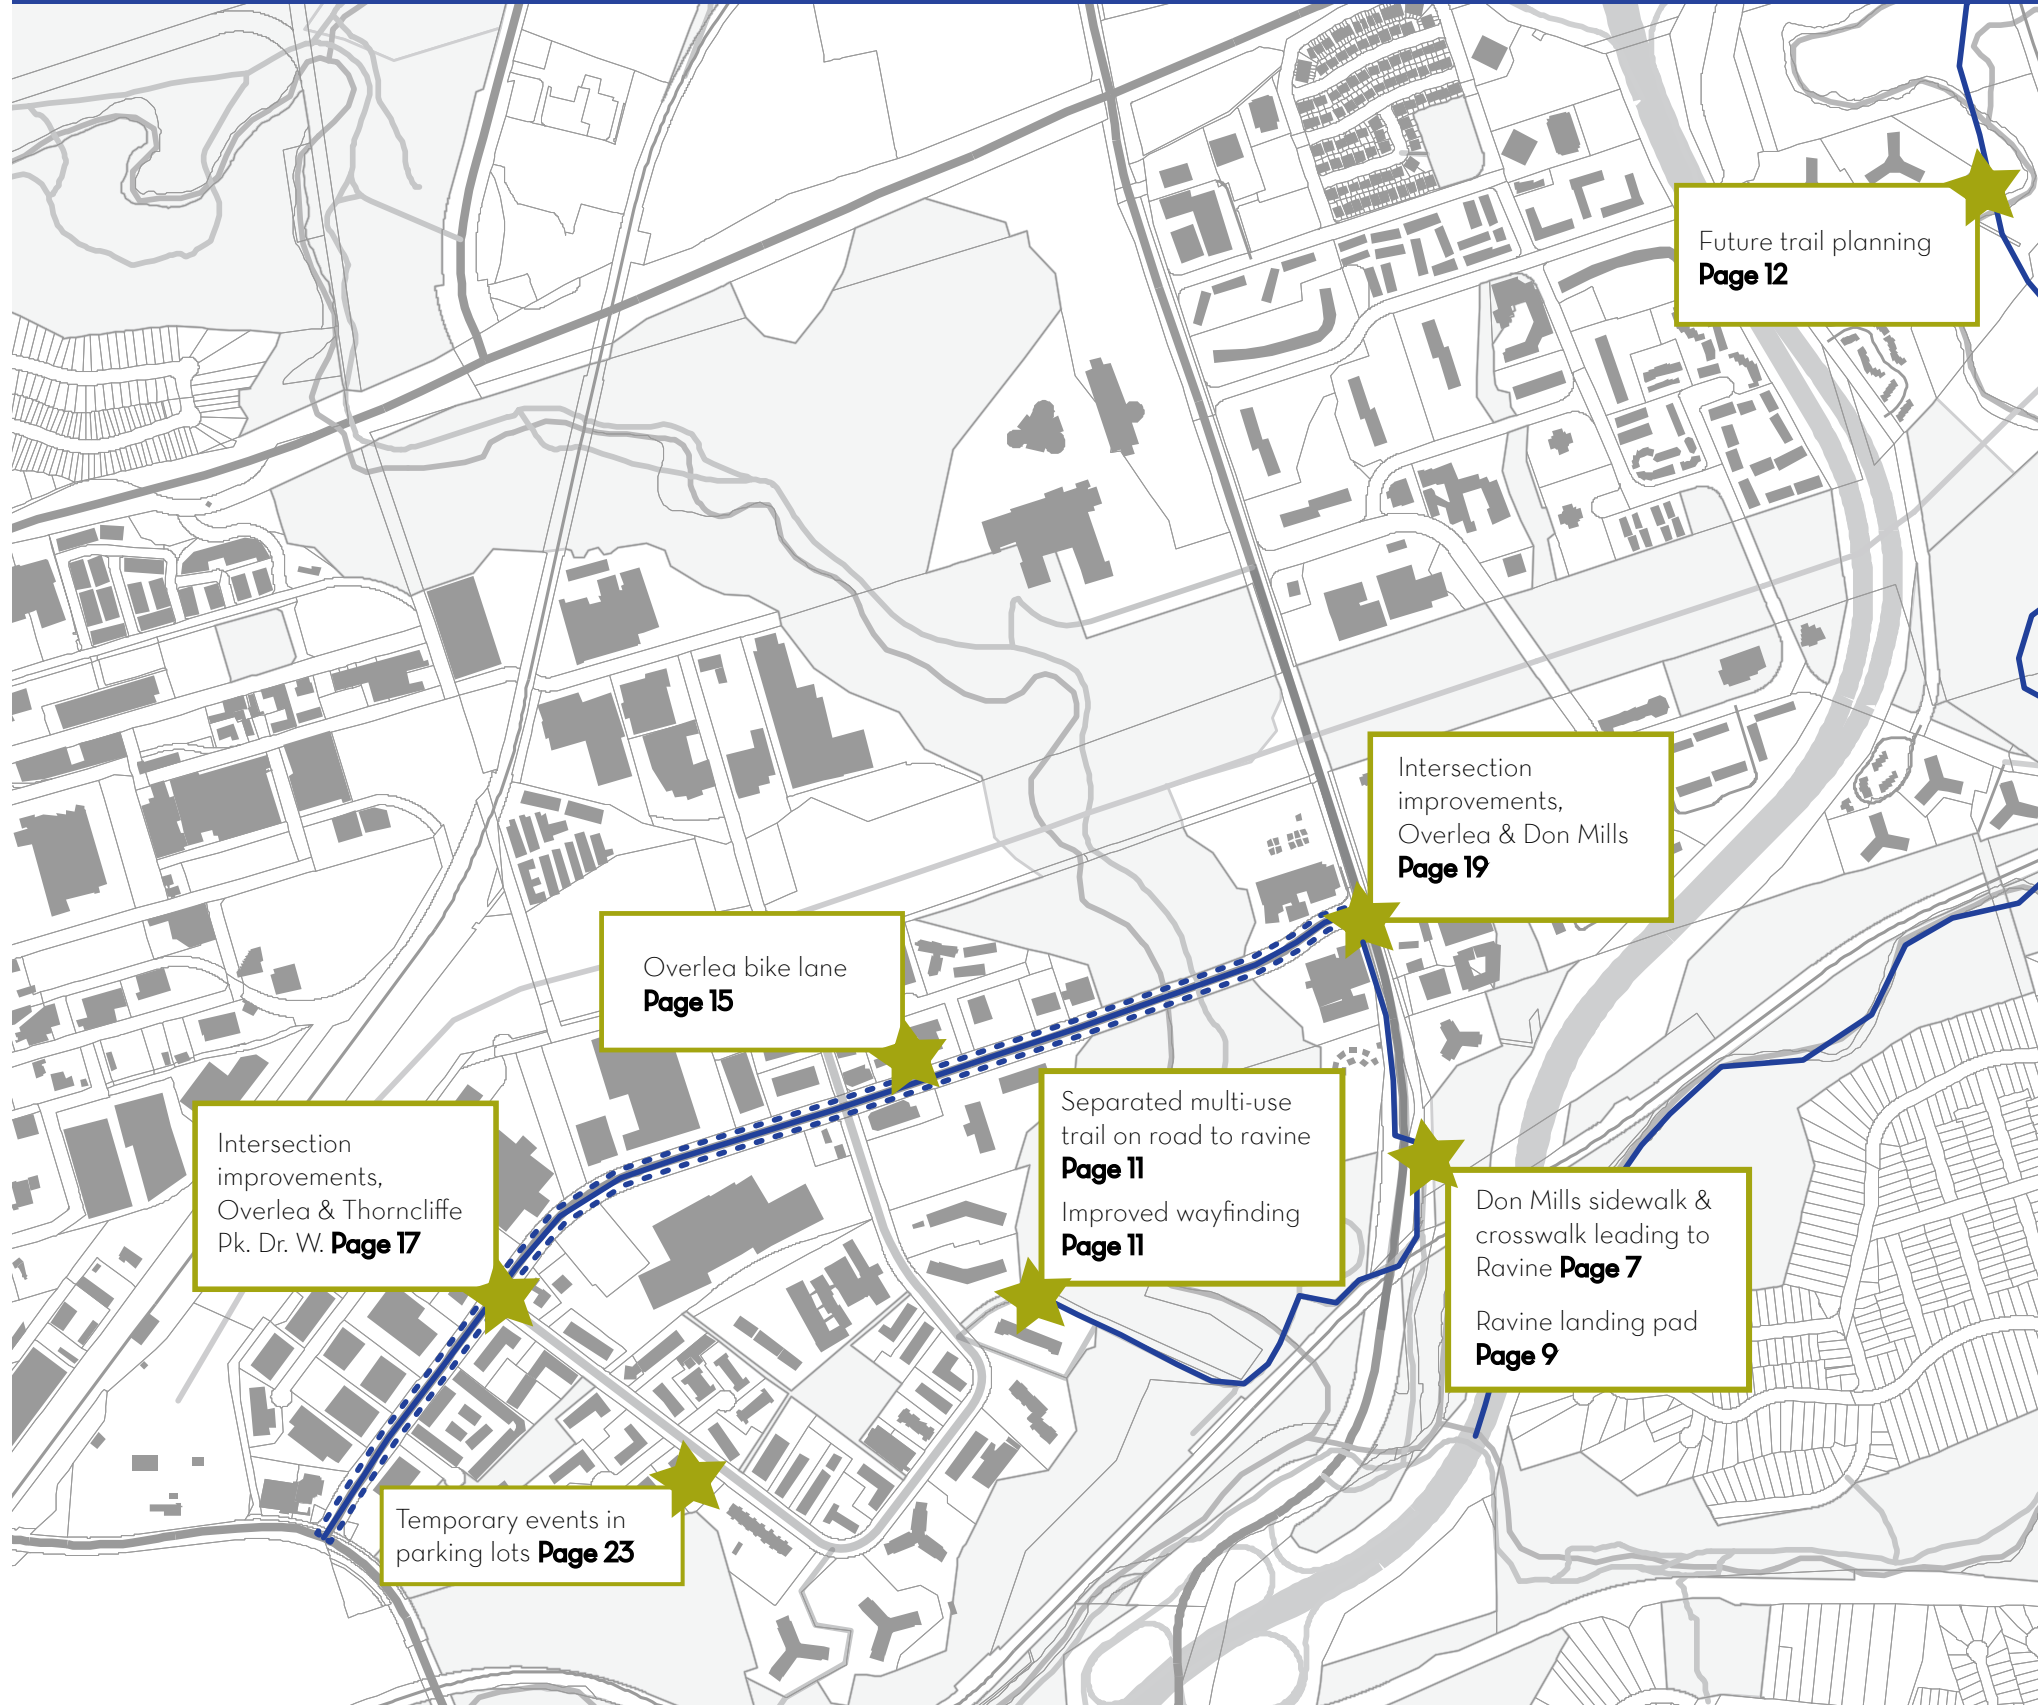 Future trail planning
Page 12
Intersection
improvements,
Overlea & Don Mills
Page 19
Overlea bike lane
Page 15
Separated multi-use
trail on road to ravine
Page 11
Improved wayfinding
Page 11
Intersection
improvements,
Overlea & Thorncliffe
Pk. Dr. W. Page 17
Don Mills sidewalk &
crosswalk leading to
Ravine Page 7
Ravine landing pad
Page 9
Temporary events in
parking lots Page 23